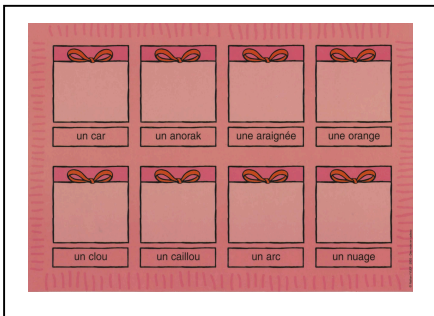 un car
un anorak
une araignée
une orange
un clou
un caillou
un arc
un nuage